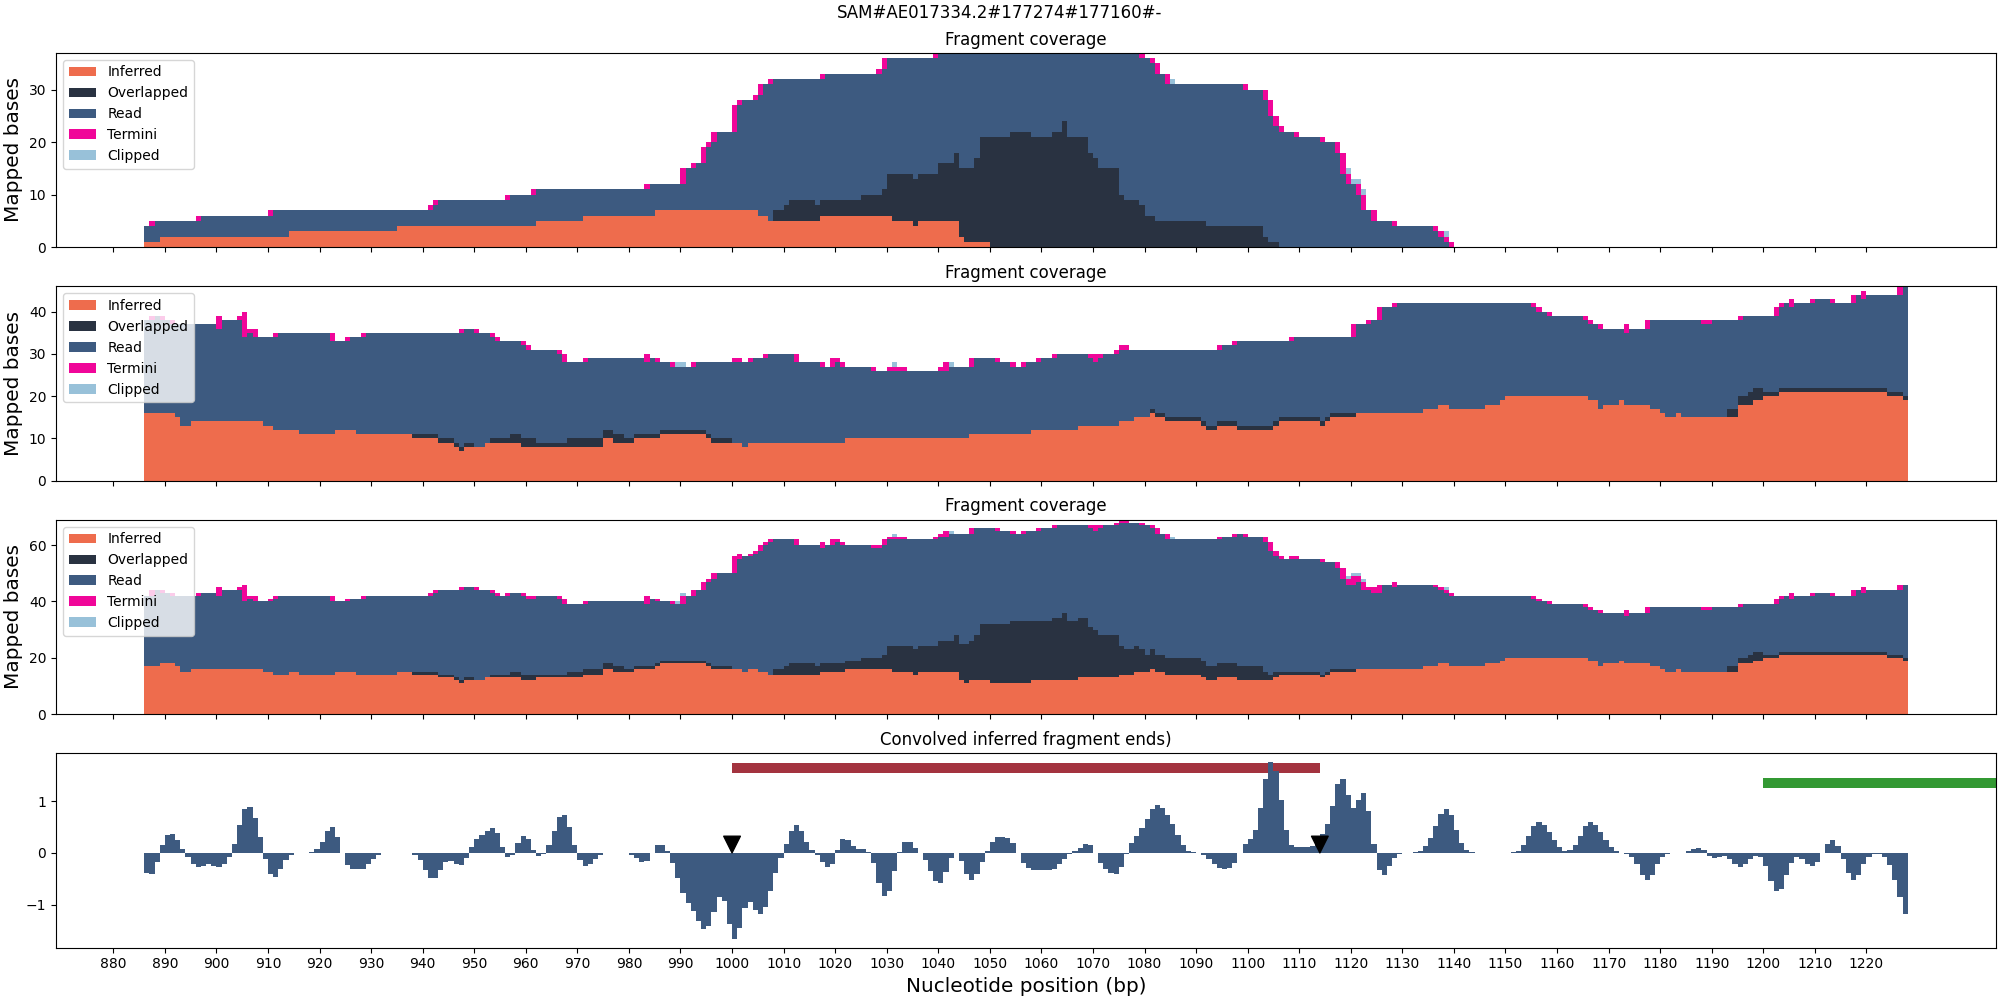 SAM#AE017334.2#177274#177160#-
Fragment coverage
Mapped bases
30
20
10
0
Inferred
Overlapped
Read
Termini
Clipped
Fragment coverage
Mapped bases
40
30
20
10
0
Inferred
Overlapped
Read
Termini
Clipped
Fragment coverage
Mapped bases
60
40
20
0
Inferred
Overlapped
Read
Termini
Clipped
Convolved inferred fragment ends)
1
0
−1
880 890 900 910 920 930 940 950 960 970 980 990 1000 1010 1020 1030 1040 1050 1060 1070 1080 1090 1100 1110 1120 1130 1140 1150 1160 1170 1180 1190 1200 1210 1220
Nucleotide position (bp)